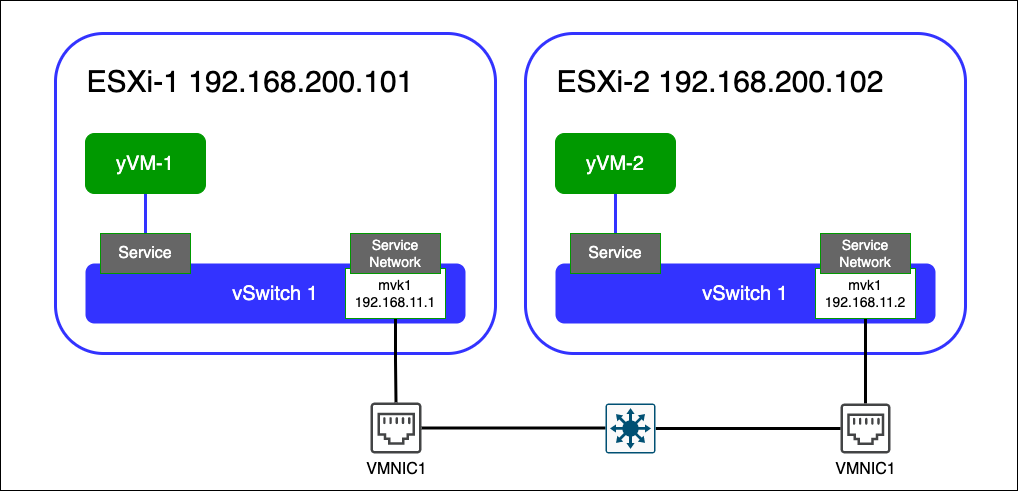 ESXi-1 192.168.200.101
yVM-1
Service
Service
Network
vSwitch 1
mvk1
192.168.11.1
VMNIC1
ESXi-2 192.168.200.102
yVM-2
Service
Service
Network
vSwitch 1
mvk1
192.168.11.2
VMNIC1